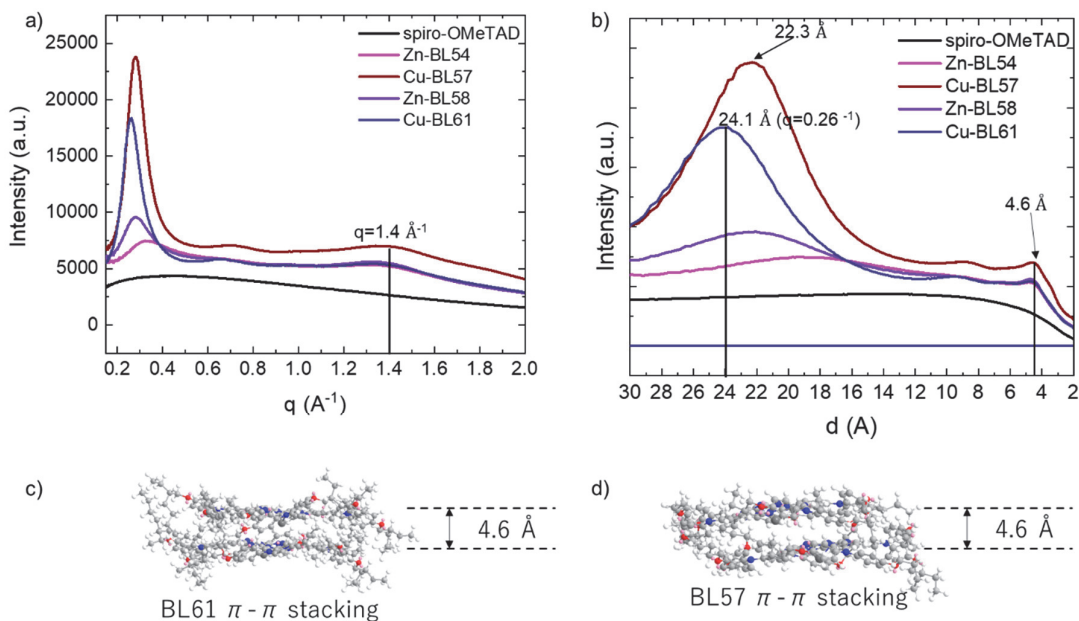 a)
Intensity (a.u.)
25000
20000
15000
10000
5000
0
spiro-OMeTAD
Zn-BL54
Cu-BL57
Zn-BL58
Cu-BL61
q=1.4 Å⁻¹
0.2 0.4 0.6 0.8 1.0 1.2 1.4 1.6 1.8 2.0
q (A⁻¹)
b)
Intensity (a.u.)
22.3 Å
24.1 Å (q=0.26 ⁻¹)
spiro-OMeTAD
Zn-BL54
Cu-BL57
Zn-BL58
Cu-BL61
4.6 Å
30 28 26 24 22 20 18 16 14 12 10 8 6 4 2
d (A)
c)
4.6 Å
BL61 π-π stacking
d)
4.6 Å
BL57 π-π stacking